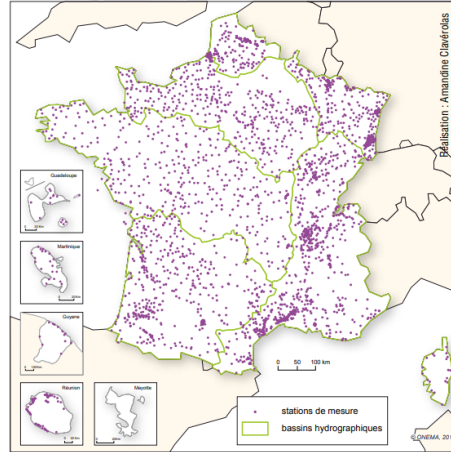 Réalisation : Amandine Clavérolas
Guadeloupe
Martinique
Guyane
Réunion
Mayotte
0 50 100 km
stations de mesure
bassins hydrographiques
© ONEMA, 201